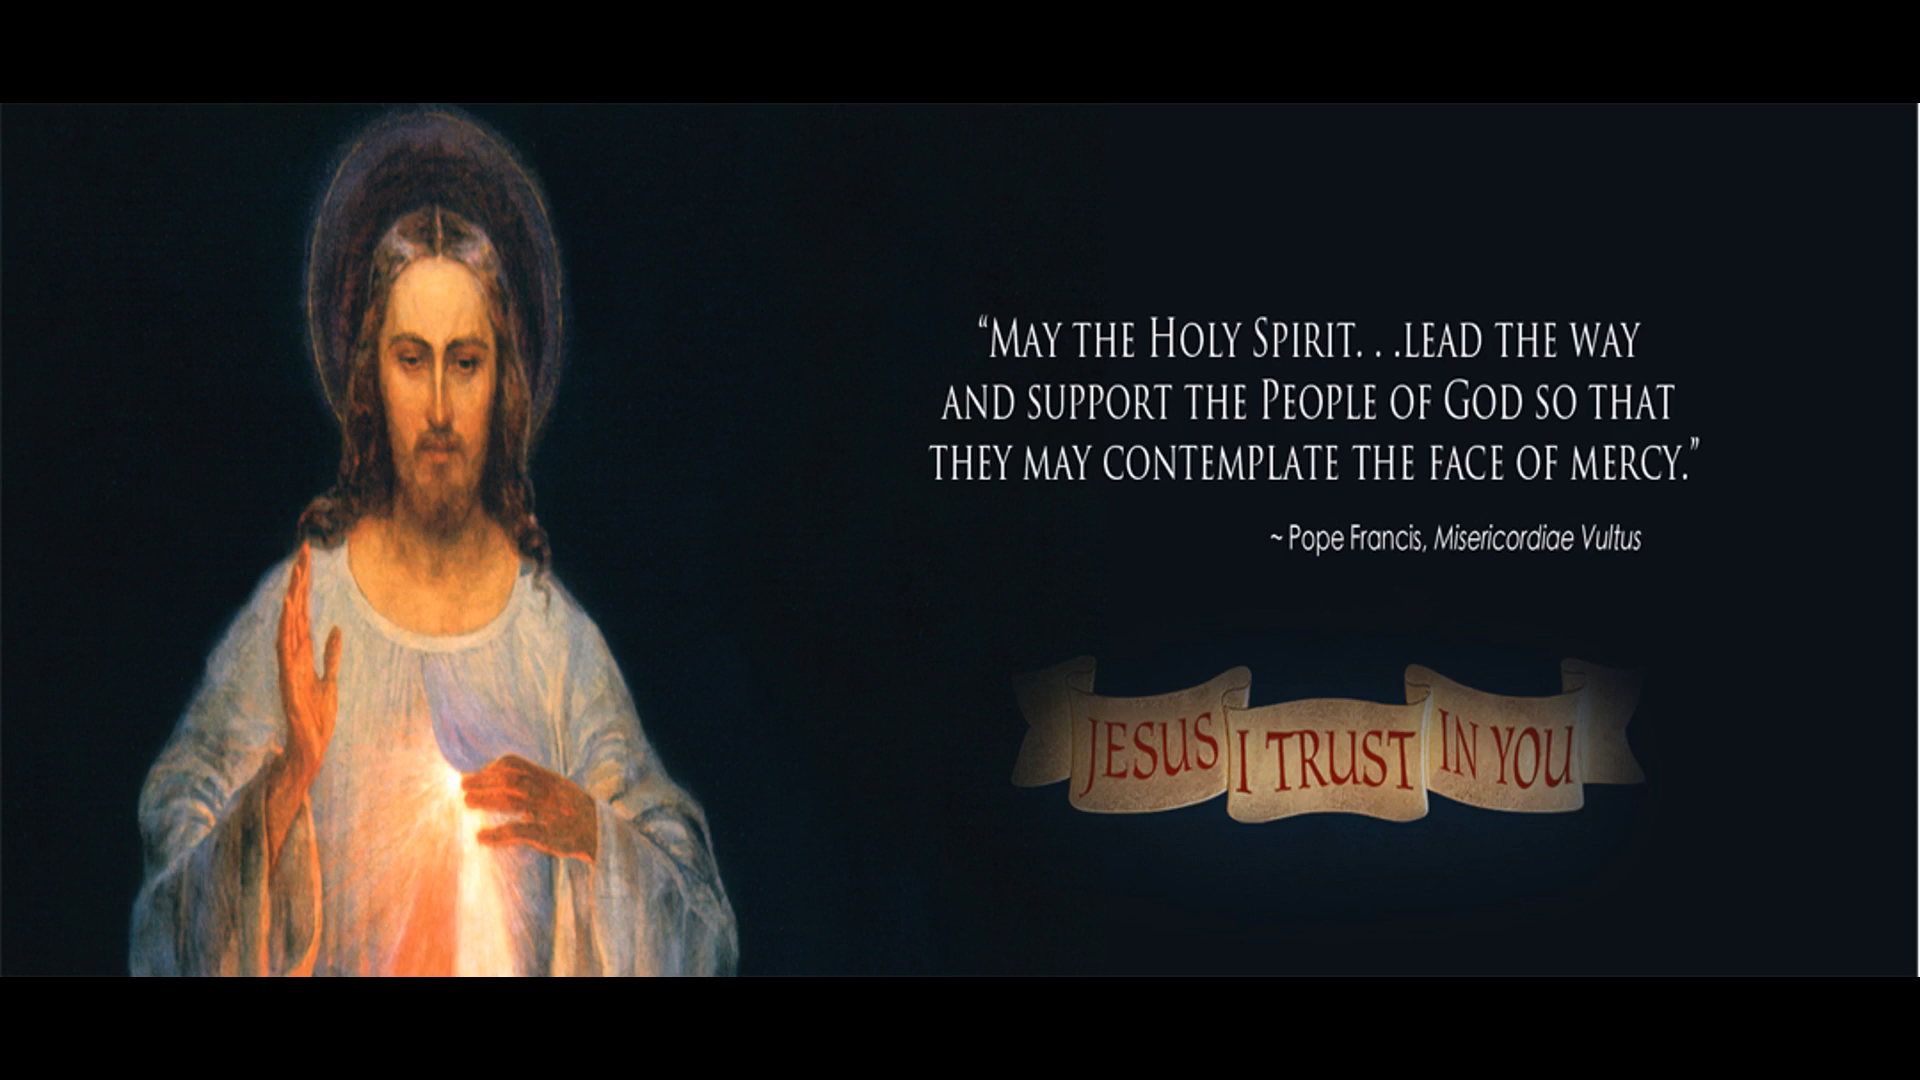 “May the Holy Spirit. . .lead the way
and support the People of God so that
they may contemplate the face of mercy.”
~ Pope Francis, Misericordiae Vultus
JESUS I TRUST IN YOU